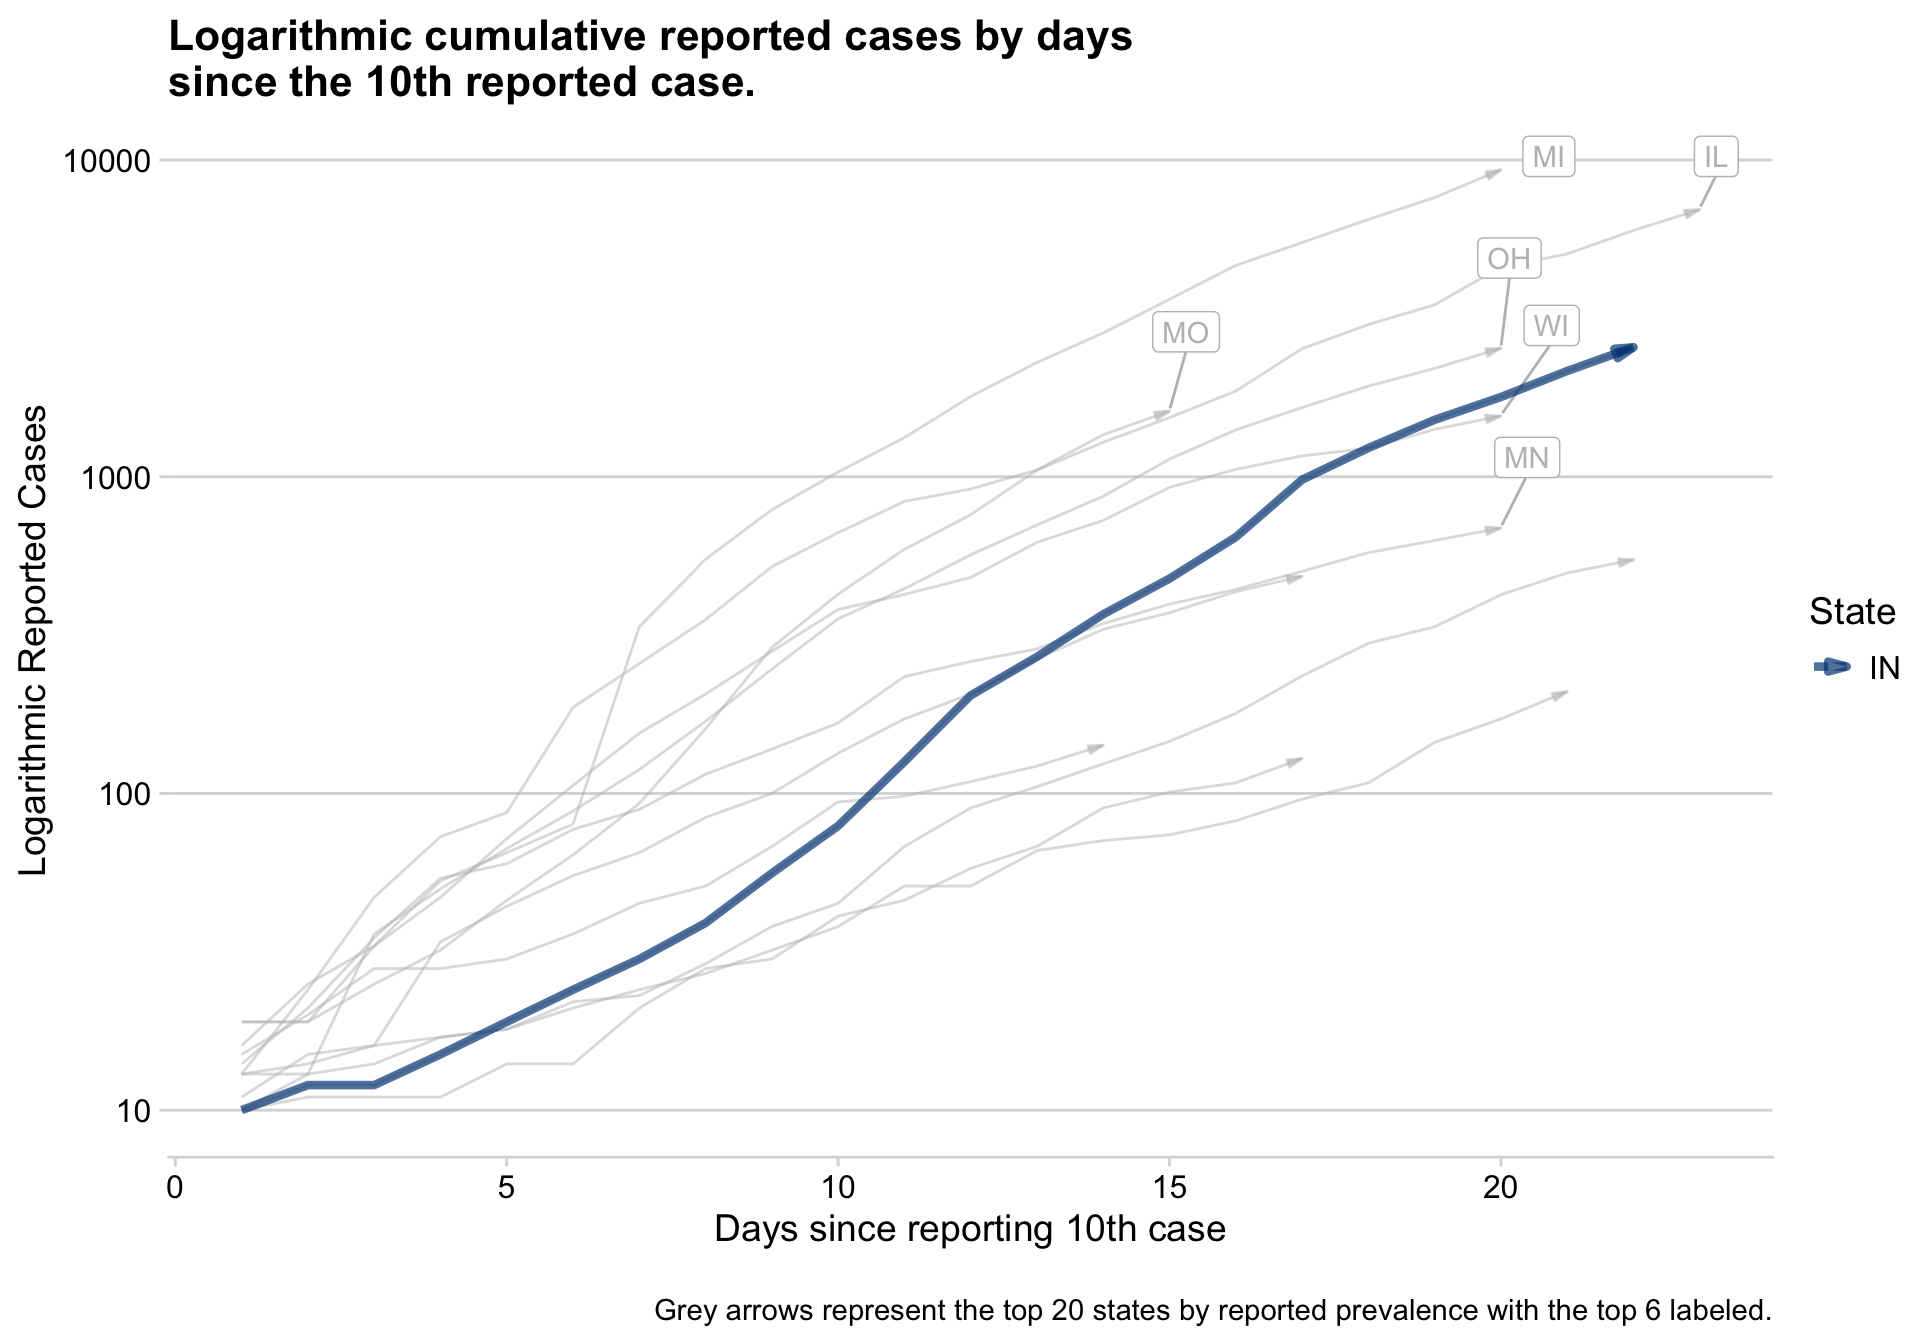 Logarithmic cumulative reported cases by days
since the 10th reported case.
10000
1000
100
10
Logarithmic Reported Cases
MI
IL
OH
WI
MO
MN
State
IN
0 5 10 15 20
Days since reporting 10th case
Grey arrows represent the top 20 states by reported prevalence with the top 6 labeled.